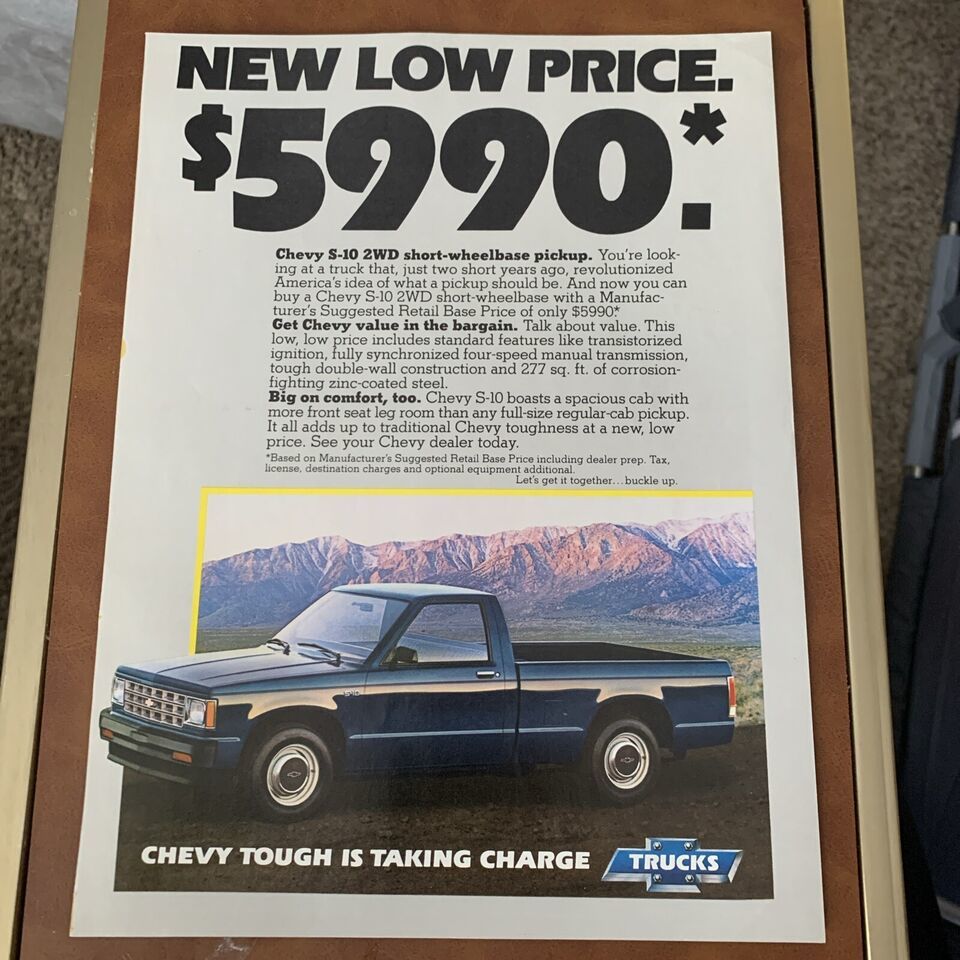 NEW LOW PRICE.
$5990.*
Chevy S-10 2WD short-wheelbase pickup. You're look-
ing at a truck that, just two short years ago, revolutionized
America's idea of what a pickup should be. And now you can
buy a Chevy S-10 2WD short-wheelbase with a Manufac-
turer's Suggested Retail Base Price of only $5990.*
Get Chevy value in the bargain. Talk about value. This
low, low price includes standard features like transistorized
ignition, fully synchronized four-speed manual transmission,
tough double-wall construction and 277 sq. ft. of corrosion-
fighting zinc-coated steel.
Big on comfort, too. Chevy S-10 boasts a spacious cab with
more front seat leg room than any full-size regular-cab pickup.
It all adds up to traditional Chevy toughness at a new, low
price. See your Chevy dealer today.
*Based on Manufacturer's Suggested Retail Base Price including dealer prep. Tax,
license, destination charges and optional equipment additional.
Let's get it together...buckle up.
S-10
CHEVY TOUGH IS TAKING CHARGE
TRUCKS